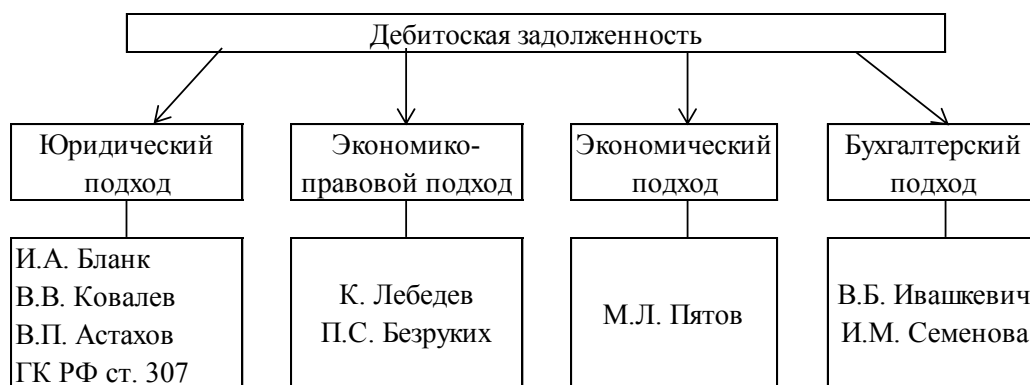 Дебитоская задолженность
Юридический
подход
Экономико-
правовой подход
Экономический
подход
Бухгалтерский
подход
И.А. Бланк
В.В. Ковалев
В.П. Астахов
ГК РФ ст. 307
К. Лебедев
П.С. Безруких
М.Л. Пятов
В.Б. Ивашкевич
И.М. Семенова